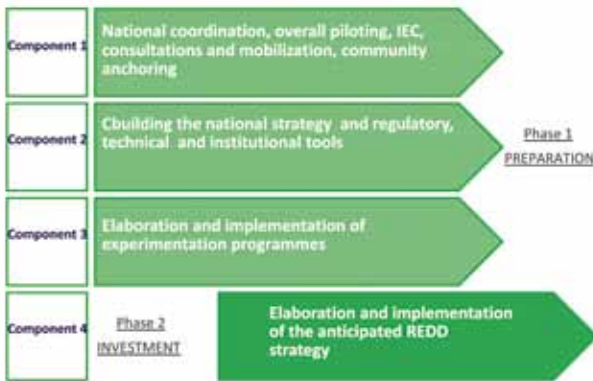 Component 1
National coordination, overall piloting, IEC,
consultations and mobilization, community
anchoring
Component 2
Cbuilding the national strategy and regulatory,
technical and institutional tools
Phase 1
PREPARATION
Component 3
Elaboration and implementation of
experimentation programmes
Component 4
Phase 2
INVESTMENT
Elaboration and implementation
of the anticipated REDD
strategy